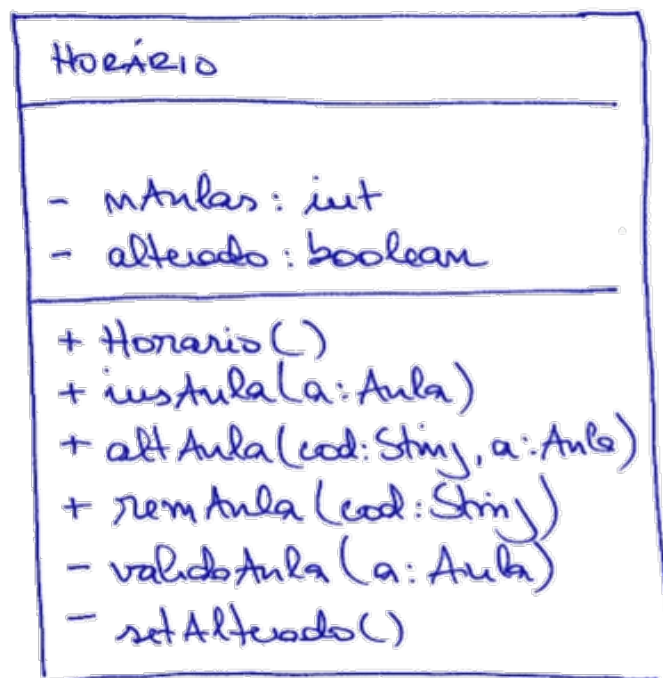 HORÁRIO
- nAulas: int
- alterado: boolean
+ Horario()
+ insAula(a: Aula)
+ altAula(cod: String, a: Aula)
+ remAula(cod: String)
- validaAula(a: Aula)
- setAlterado()